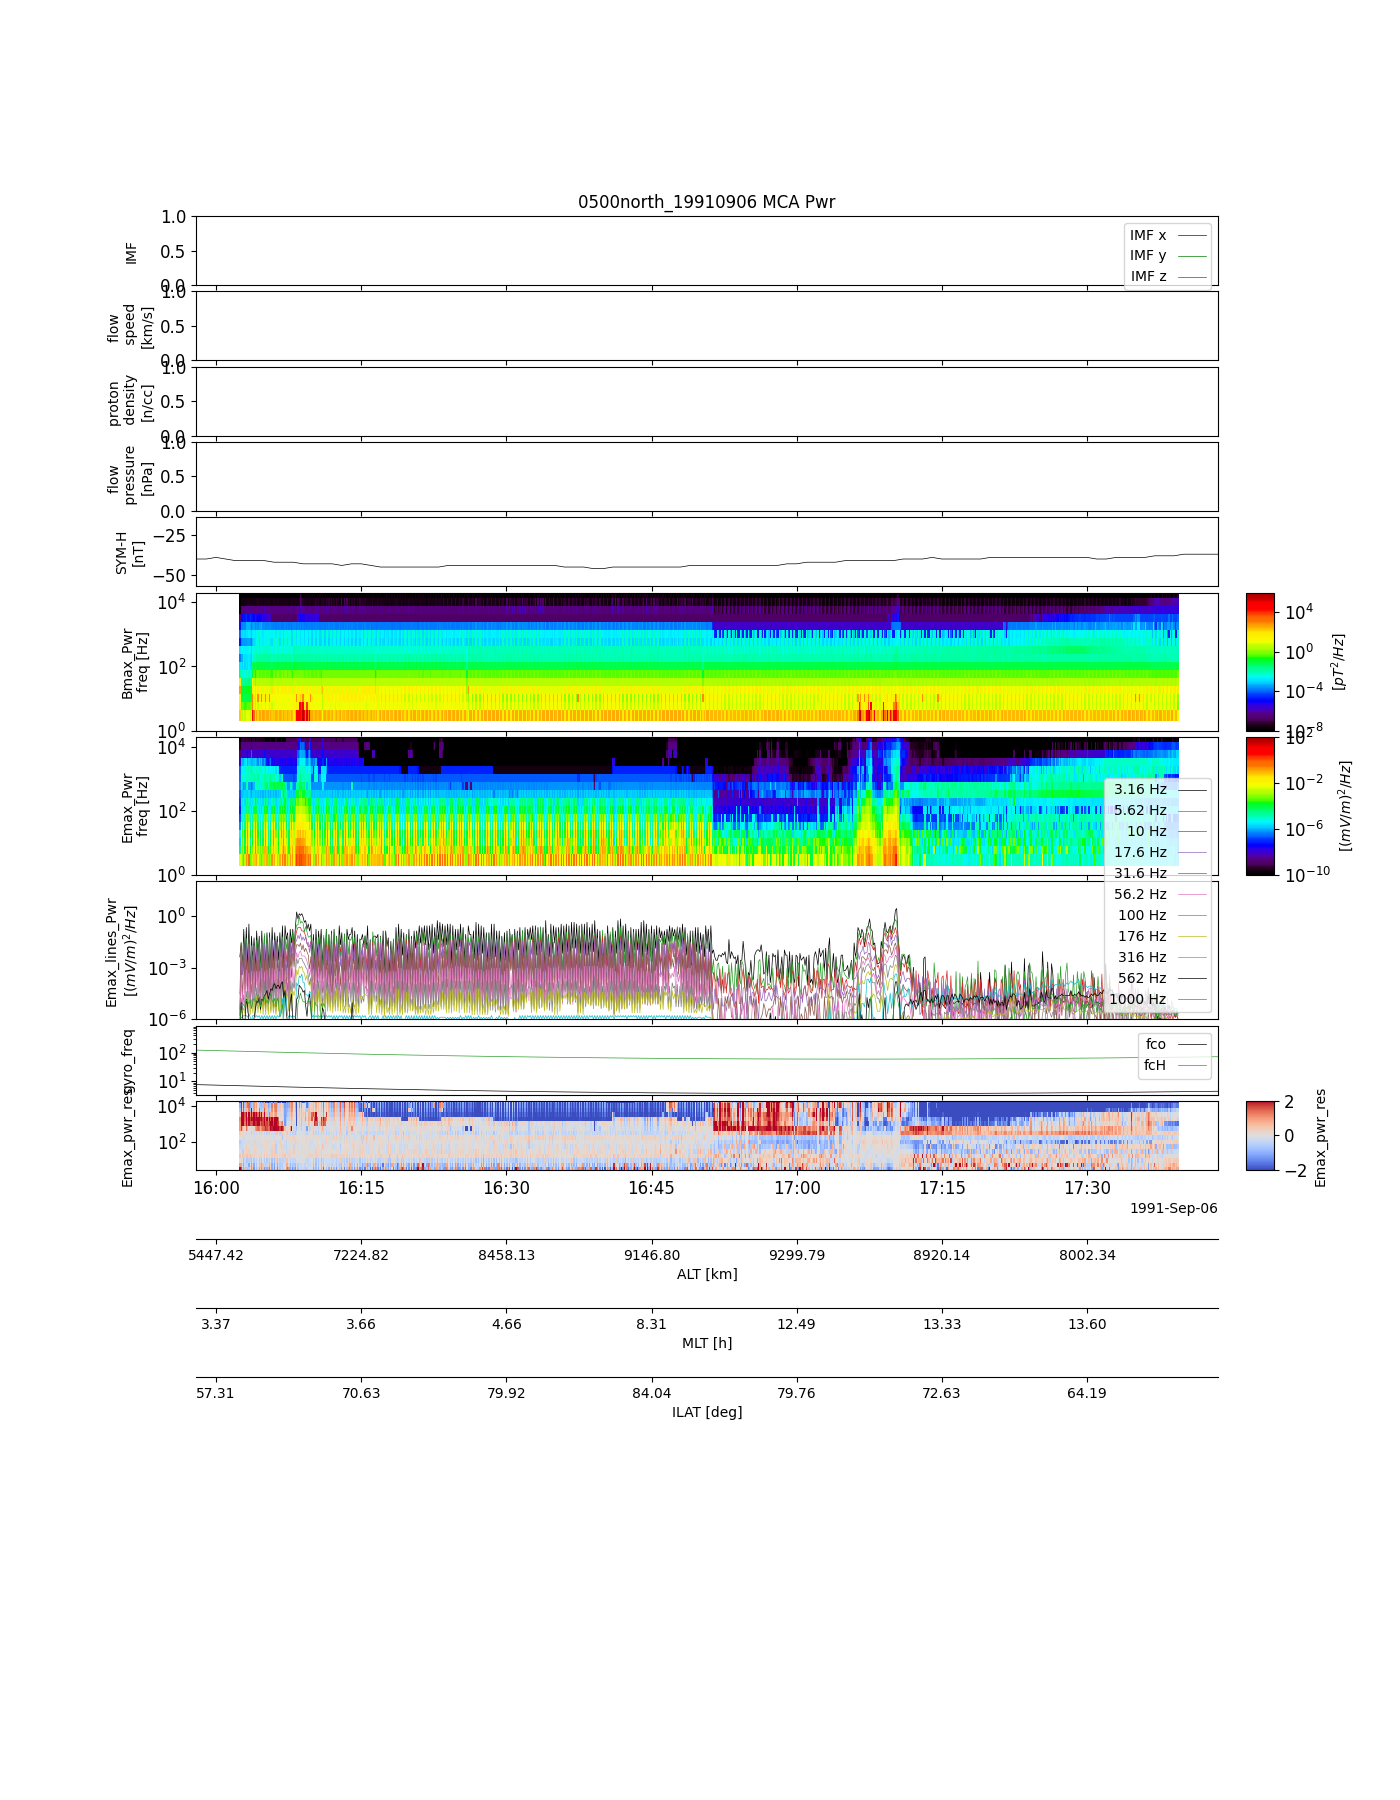 0500north_19910906 MCA Pwr
1.0
0.5
0.0
IMF
IMF x
IMF y
IMF z
1.0
0.5
0.0
flow
speed
[km/s]
1.0
0.5
0.0
proton
density
[n/cc]
1.0
0.5
0.0
flow
pressure
[nPa]
−25
−50
SYM-H
[nT]
10^4
10^2
10^0
Bmax_Pwr
freq [Hz]
10^4
10^0
10^−4
10^−8
[pT^2/Hz]
10^4
10^2
10^0
Emax_Pwr
freq [Hz]
10^2
10^−2
10^−6
10^−10
[(mV/m)^2/Hz]
3.16 Hz
5.62 Hz
10 Hz
17.6 Hz
31.6 Hz
56.2 Hz
100 Hz
176 Hz
316 Hz
562 Hz
1000 Hz
10^0
10^−3
10^−6
Emax_lines_Pwr
[(mV/m)^2/Hz]
10^2
10^1
gyro_freq
fco
fcH
10^4
10^2
Emax_pwr_res
2
0
−2
Emax_pwr_res
16:00 16:15 16:30 16:45 17:00 17:15 17:30
1991-Sep-06
5447.42 7224.82 8458.13 9146.80 9299.79 8920.14 8002.34
ALT [km]
3.37 3.66 4.66 8.31 12.49 13.33 13.60
MLT [h]
57.31 70.63 79.92 84.04 79.76 72.63 64.19
ILAT [deg]